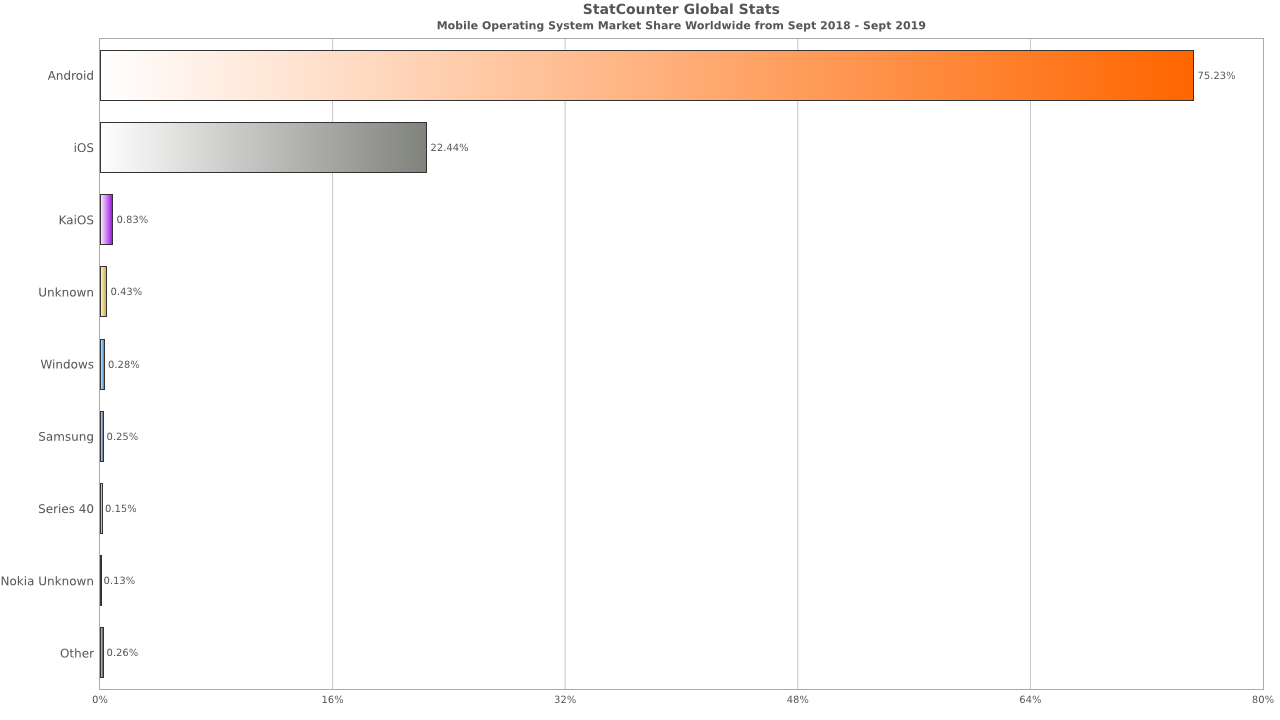 StatCounter Global Stats
Mobile Operating System Market Share Worldwide from Sept 2018 - Sept 2019
Android 75.23%
iOS 22.44%
KaiOS 0.83%
Unknown 0.43%
Windows 0.28%
Samsung 0.25%
Series 40 0.15%
Nokia Unknown 0.13%
Other 0.26%
0% 16% 32% 48% 64% 80%